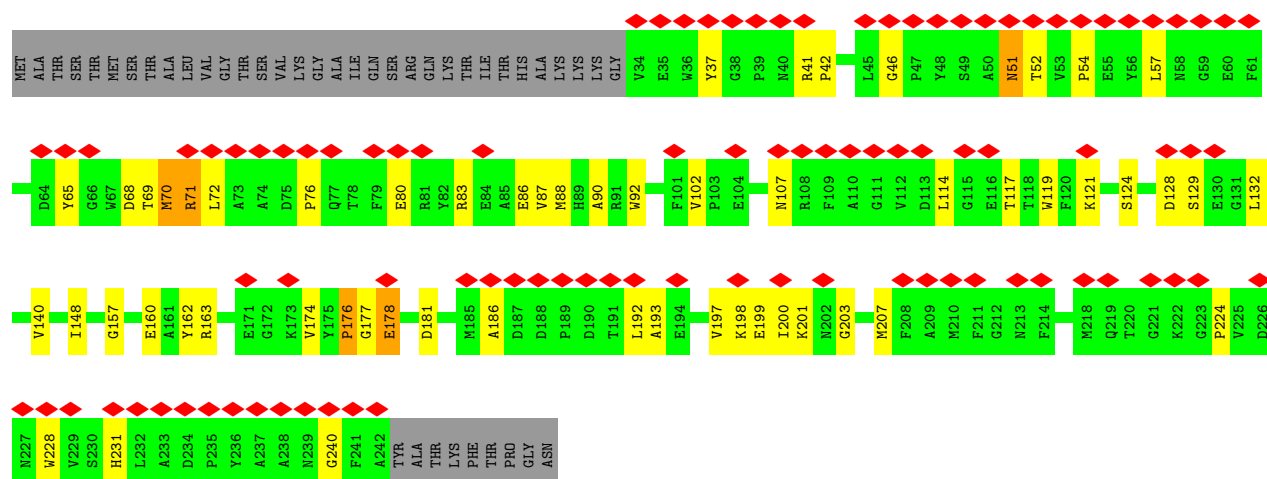 MET ALA THR SER THR MET SER THR ALA LEU VAL GLY THR SER VAL LYS GLY ALA ILE GLN SER ARG GLN LYS THR ILE THR HIS ALA LYS LYS LYS GLY V34 E35 W36 Y37 G38 P39 N40 R41 P42 L45 G46 P47 Y48 S49 A50 N51 T52 V53 P54 E55 Y56 L57 N58 G59 E60 F61
D64 Y65 G66 W67 D68 T69 M70 R71 L72 A73 A74 D75 P76 Q77 T78 F79 E80 R81 Y82 R83 E84 A85 E86 V87 M88 H89 A90 R91 W92 F101 V102 P103 E104 N107 R108 F109 A110 G111 V112 D113 L114 G115 E116 T117 T118 W119 F120 K121 S124 D128 S129 E130 G131 L132
V140 I148 G157 E160 A161 Y162 R163 E171 G172 K173 V174 Y175 P176 G177 E178 D181 M185 A186 D187 D188 P189 D190 T191 L192 A193 E194 V197 K198 E199 I200 K201 N202 G203 M207 F208 A209 M210 F211 G212 N213 F214 M218 Q219 T220 G221 K222 G223 P224 V225 D226
N227 W228 V229 S230 H231 L232 A233 D234 P235 Y236 A237 A238 N239 G240 F241 A242 TYR ALA THR LYS PHE THR PRO GLY ASN